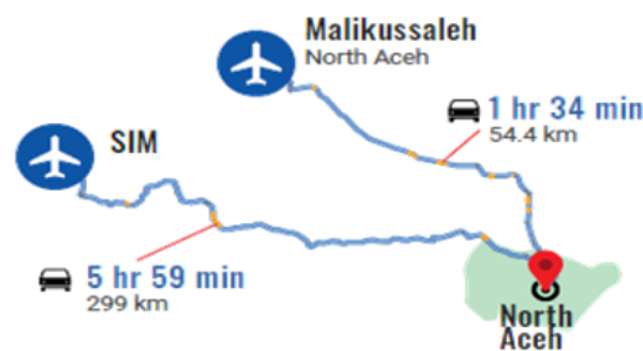 Malikussaleh
North Aceh
1 hr 34 min
54.4 km
SIM
5 hr 59 min
299 km
North
Aceh